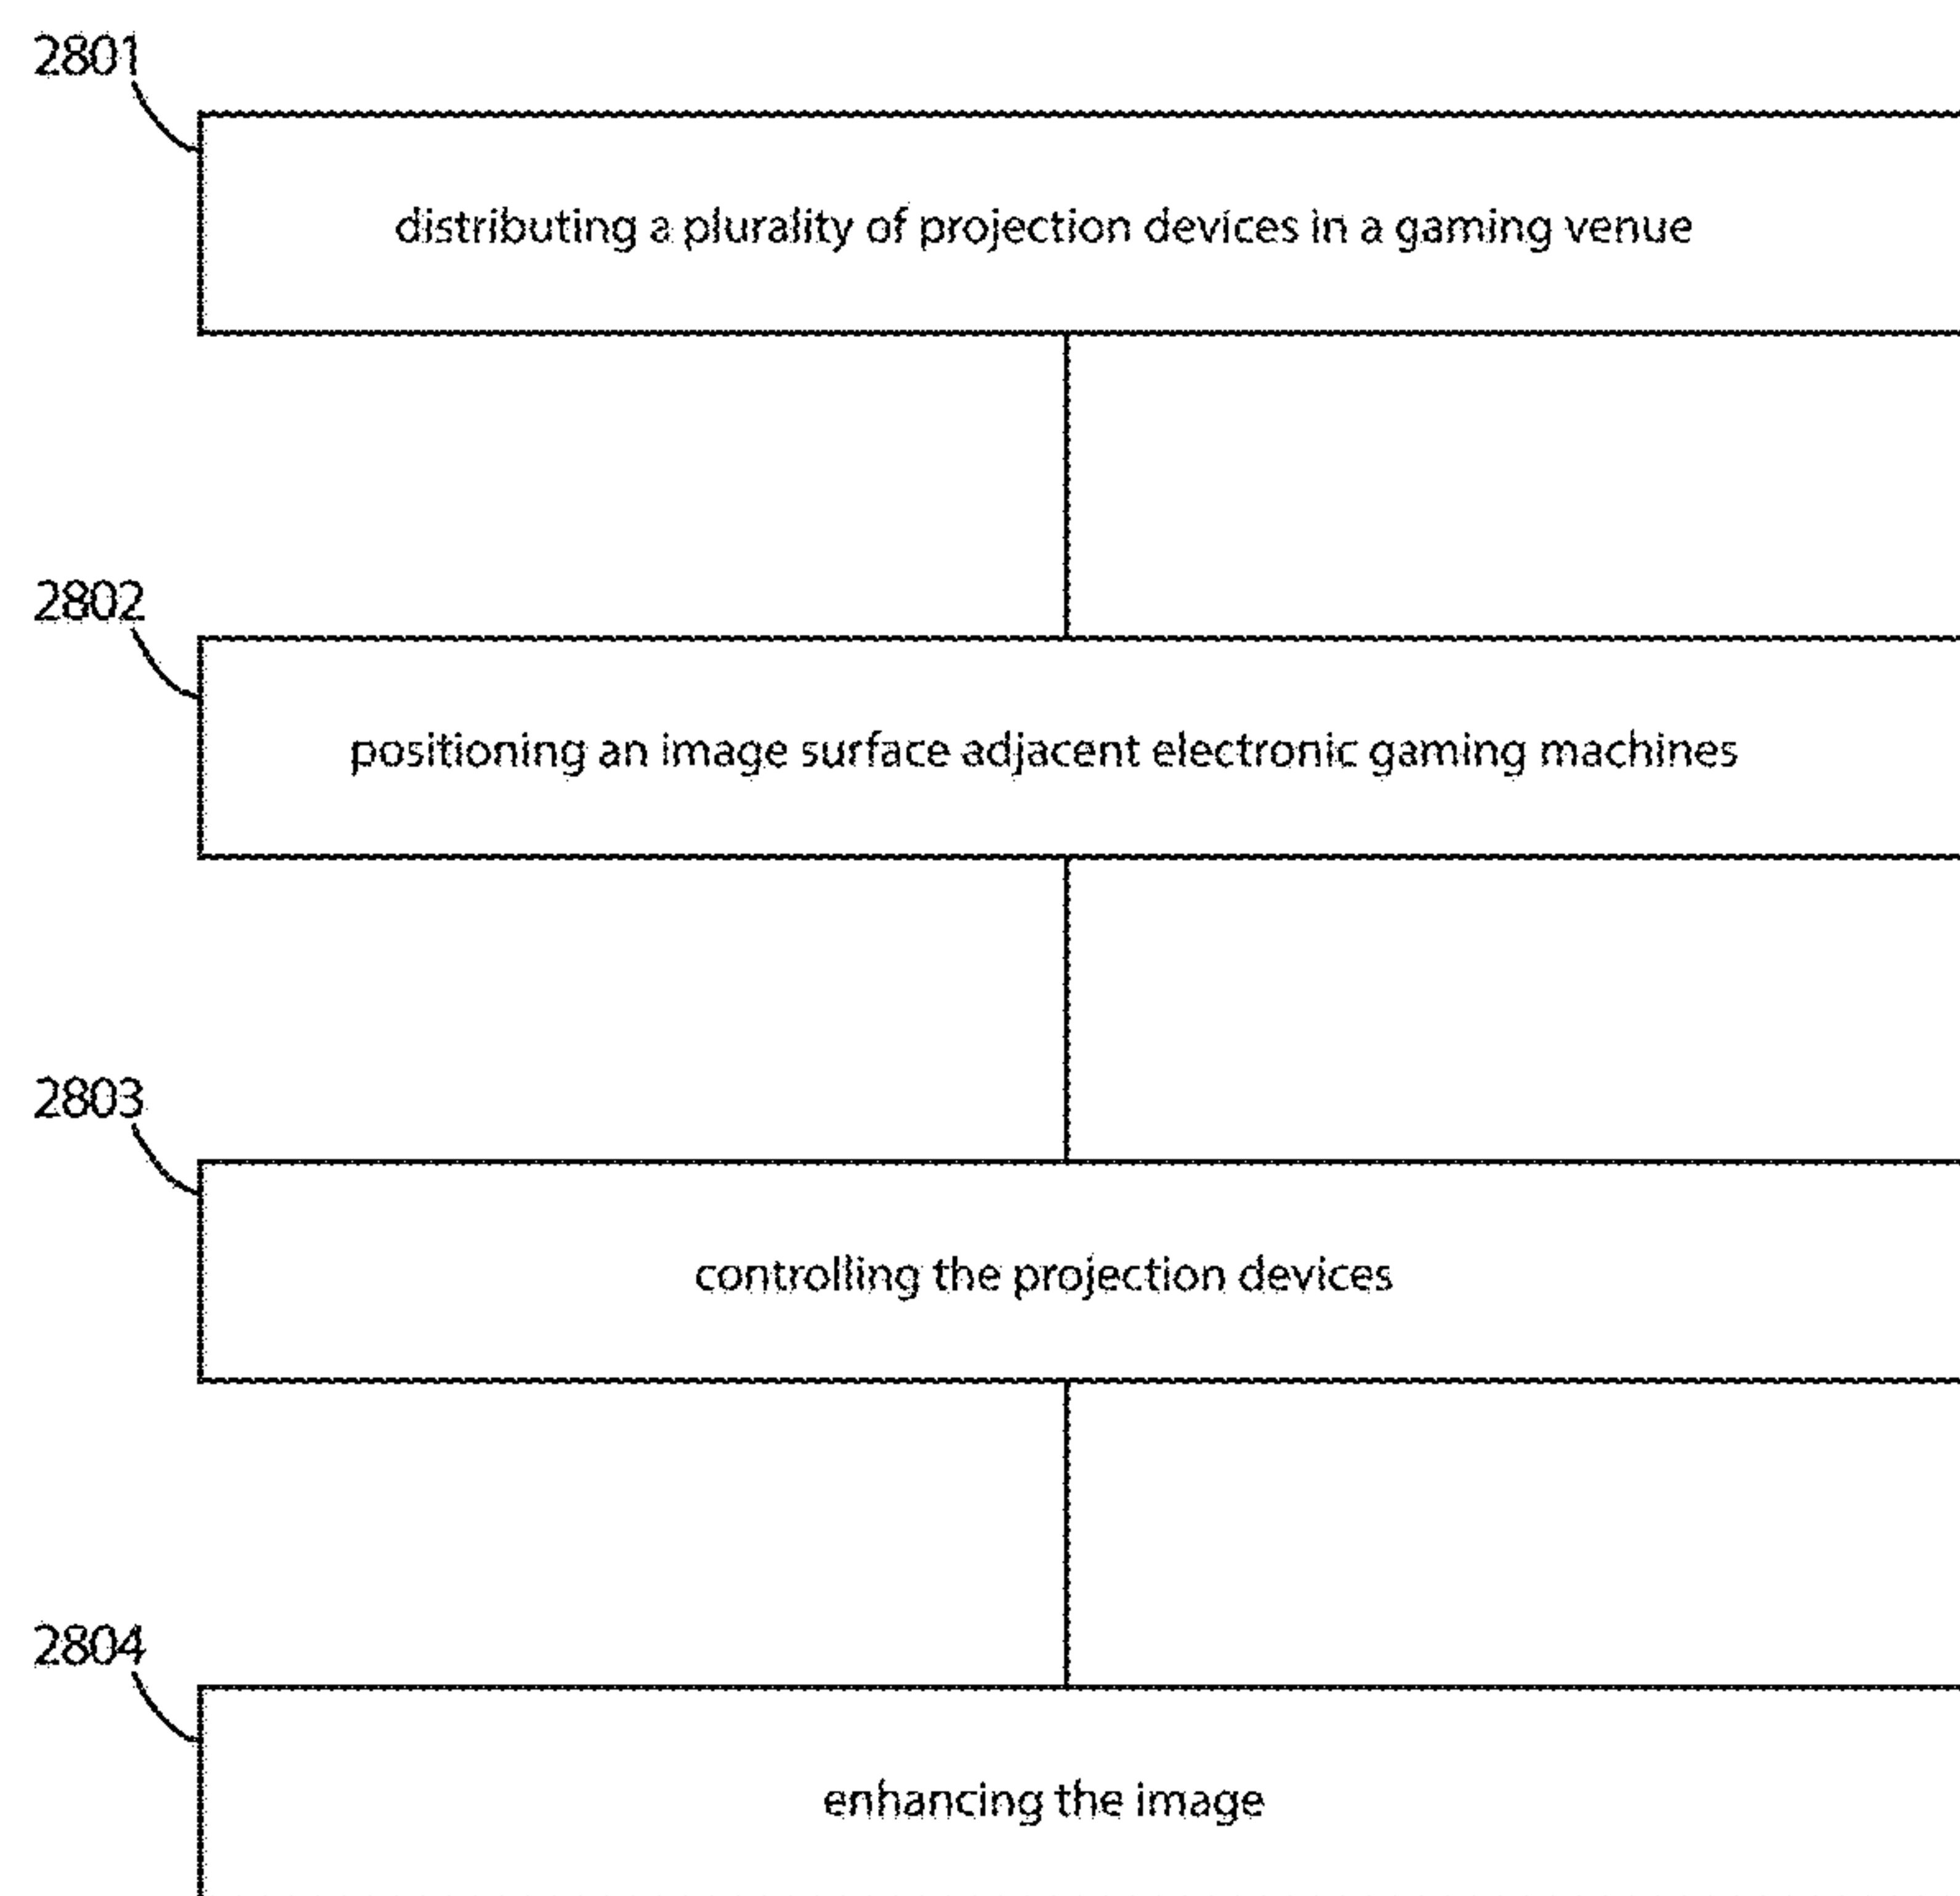 2801
distributing a plurality of projection devices in a gaming venue
2802
positioning an image surface adjacent electronic gaming machines
2803
controlling the projection devices
2804
enhancing the image